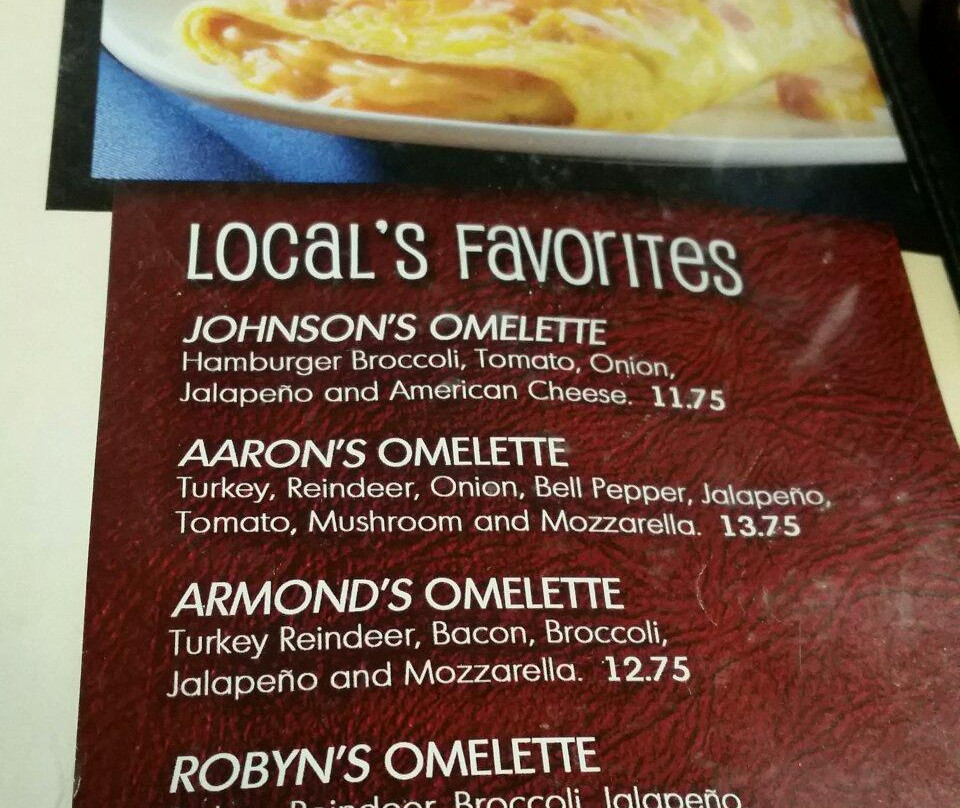 LOCAL'S FAVORITES
JOHNSON'S OMELETTE
Hamburger Broccoli, Tomato, Onion,
Jalapeño and American Cheese. 11.75
AARON'S OMELETTE
Turkey, Reindeer, Onion, Bell Pepper, Jalapeño,
Tomato, Mushroom and Mozzarella. 13.75
ARMOND'S OMELETTE
Turkey Reindeer, Bacon, Broccoli,
Jalapeño and Mozzarella. 12.75
ROBYN'S OMELETTE
Reindeer, Broccoli, Jalapeño,